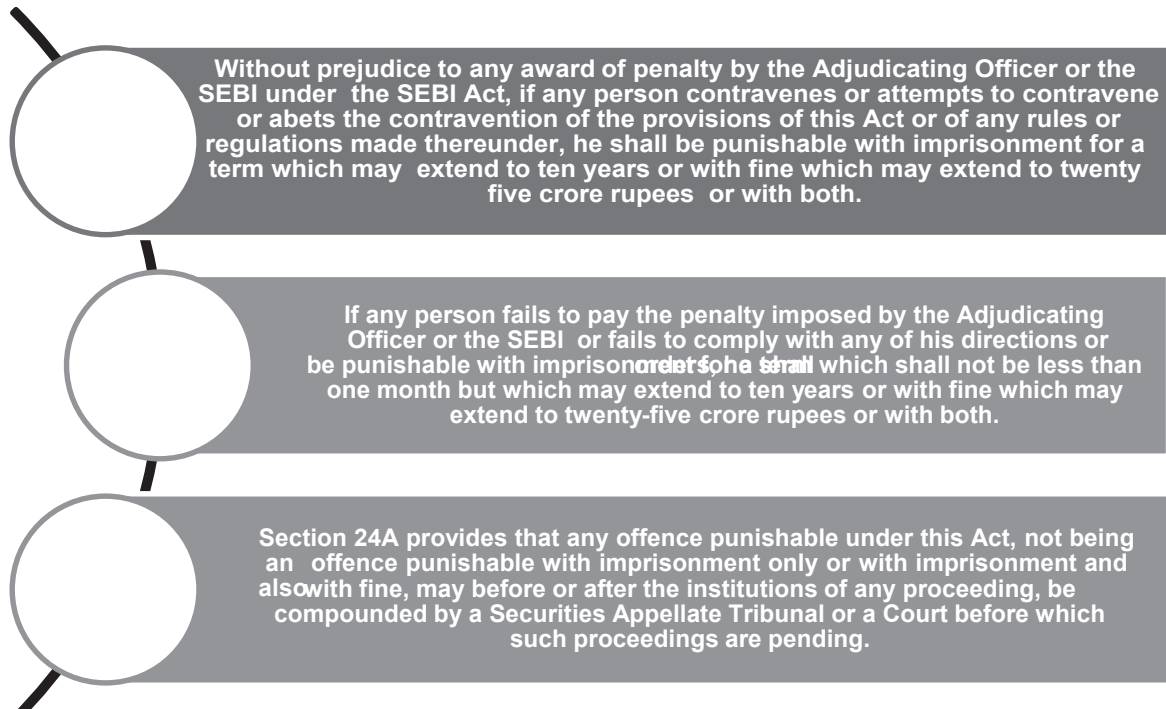 Without prejudice to any award of penalty by the Adjudicating Officer or the
SEBI under the SEBI Act, if any person contravenes or attempts to contravene
or abets the contravention of the provisions of this Act or of any rules or
regulations made thereunder, he shall be punishable with imprisonment for a
term which may extend to ten years or with fine which may extend to twenty
five crore rupees or with both.
If any person fails to pay the penalty imposed by the Adjudicating
Officer or the SEBI or fails to comply with any of his directions or
orders, he shall
be punishable with imprisonment for a term which shall not be less than
one month but which may extend to ten years or with fine which may
extend to twenty-five crore rupees or with both.
Section 24A provides that any offence punishable under this Act, not being
an offence punishable with imprisonment only or with imprisonment and
also with fine, may before or after the institutions of any proceeding, be
compounded by a Securities Appellate Tribunal or a Court before which
such proceedings are pending.